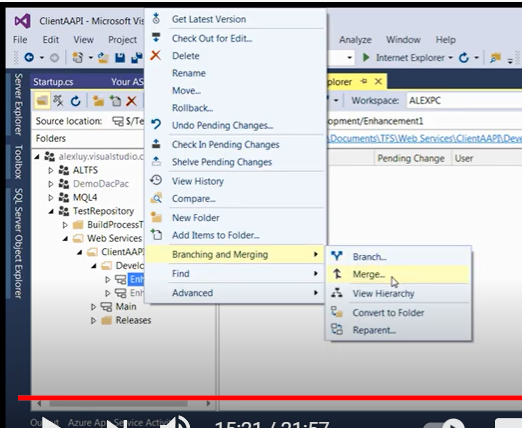 ClientAAPI - Microsoft Vis
File Edit View Project
Analyze Window Help
Internet Explorer
Startup.cs Your AS
plorer
Workspace: ALEXPC
Source location: $/Te
opment/Enhancement1
Folders
\Documents\TFS\Web Services\ClientAAPI\Deve
Pending Change User
alexluy.visualstudio.c
ALTFS
DemoDacPac
MQL4
TestRepository
BuildProcessT
Web Services
ClientAAP
Develo
Enh
Enh
Main
Releases
Server Explorer
Toolbox
SQL Server Object Explorer
Get Latest Version
Check Out for Edit...
Delete
Rename
Move...
Rollback...
Undo Pending Changes...
Check In Pending Changes
Shelve Pending Changes
View History
Compare...
New Folder
Add Items to Folder...
Branching and Merging
Find
Advanced
Branch...
Merge...
View Hierarchy
Convert to Folder
Reparent...
Azure App Service Activity
15:21 / 21:57